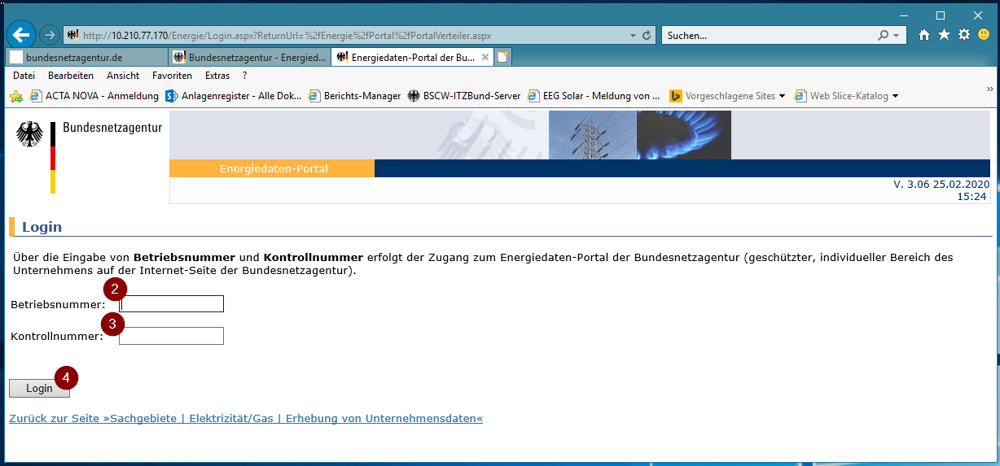 http://10.210.77.170/Energie/Login.aspx?ReturnUrl=%2fEnergie%2fPortal%2fPortalVerteiler.aspx
Suchen...
bundesnetzagentur.de
Bundesnetzagentur - Energied...
Energiedaten-Portal der Bu...
Datei Bearbeiten Ansicht Favoriten Extras ?
ACTA NOVA - Anmeldung Anlagenregister - Alle Dok... Berichts-Manager BSCW-ITZBund-Server EEG Solar - Meldung von ... Vorgeschlagene Sites Web Slice-Katalog
Bundesnetzagentur
Energiedaten-Portal
V. 3.06 25.02.2020
15:24
Login
Über die Eingabe von Betriebsnummer und Kontrollnummer erfolgt der Zugang zum Energiedaten-Portal der Bundesnetzagentur (geschützter, individueller Bereich des
Unternehmens auf der Internet-Seite der Bundesnetzagentur).
2
Betriebsnummer:
3
Kontrollnummer:
4
Login
Zurück zur Seite »Sachgebiete | Elektrizität/Gas | Erhebung von Unternehmensdaten«